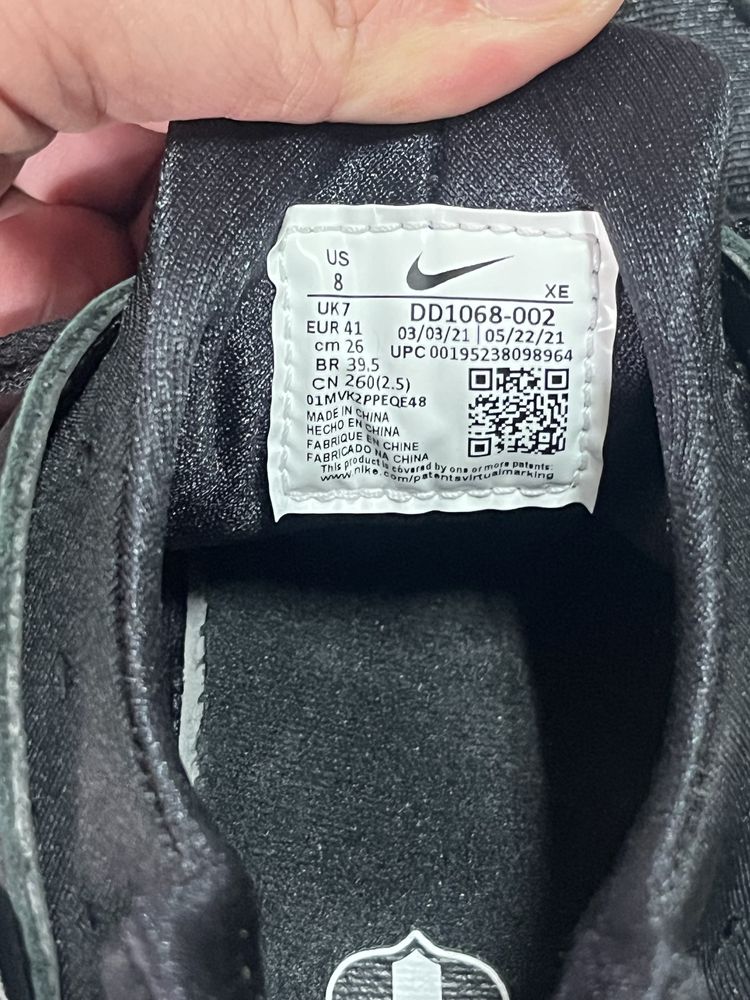 US
8
XE
UK7
EUR 41
cm 26
BR 39.5
CN 260(2.5)
01MVK2PPEQE48
DD1068-002
03/03/21 | 05/22/21
UPC 00195238098964
MADE IN CHINA
HECHO EN CHINA
FABRIQUE EN CHINE
FABRICADO NA CHINA
This product is covered by one or more patents:
www.nike.com/patentsvirtualmarking